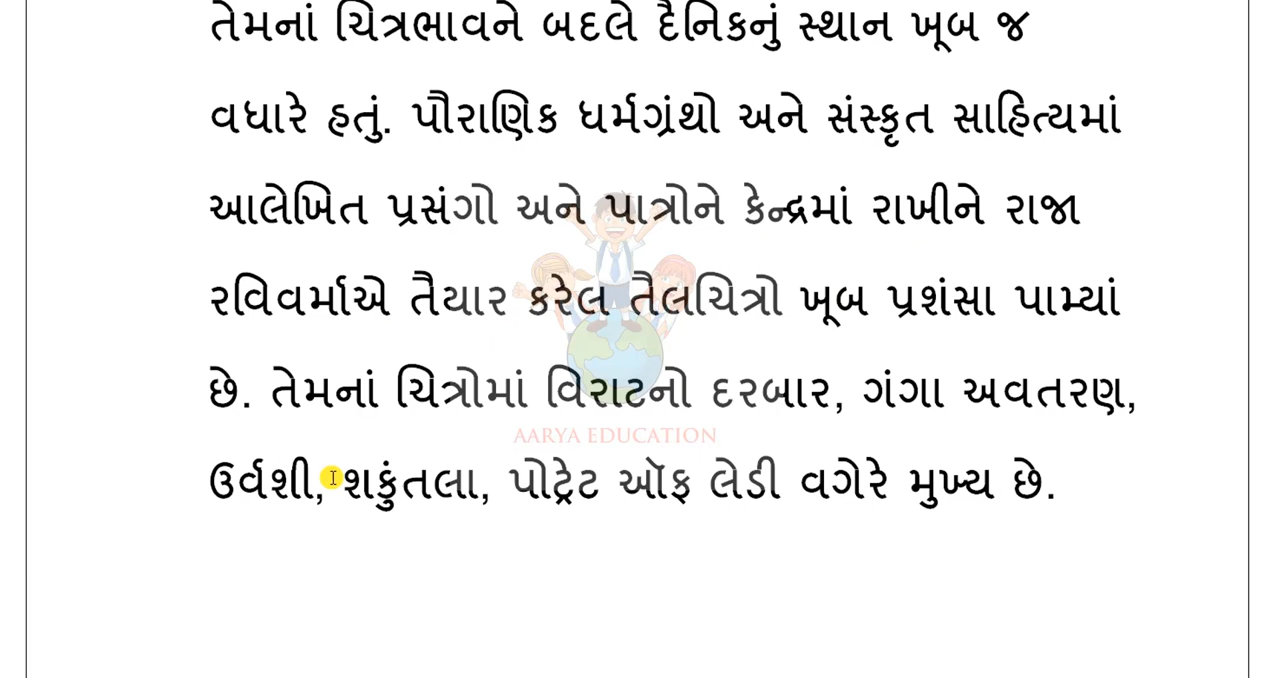 તેમનાં ચિત્રભાવને બદલે દૈનિકનું સ્થાન ખૂબ જ
વધારે હતું. પૌરાણિક ધર્મગ્રંથો અને સંસ્કૃત સાહિત્યમાં
આલેખિત પ્રસંગો અને પાત્રોને કેન્દ્રમાં રાખીને રાજા
રવિવર્માએ તૈયાર કરેલ તૈલચિત્રો ખૂબ પ્રશંસા પામ્યાં
છે. તેમનાં ચિત્રોમાં વિરાટનો દરબાર, ગંગા અવતરણ,
AARYA EDUCATION
ઉર્વશી, શકુંતલા, પોટ્રેટ ઑફ લેડી વગેરે મુખ્ય છે.